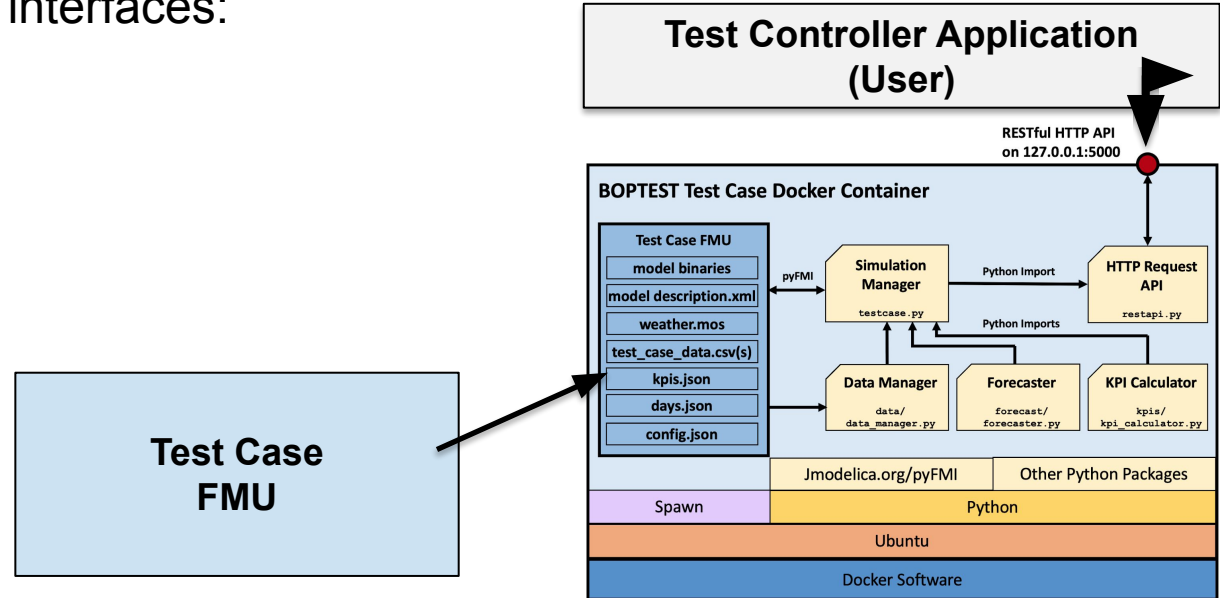 interfaces:
Test Controller Application
(User)
RESTful HTTP API
on 127.0.0.1:5000
BOPTEST Test Case Docker Container
Test Case FMU
model binaries
model description.xml
weather.mos
test_case_data.csv(s)
kpis.json
days.json
config.json
pyFMI
Simulation
Manager
testcase.py
Python Import
HTTP Request
API
restapi.py
Python Imports
Data Manager
data/
data_manager.py
Forecaster
forecast/
forecaster.py
KPI Calculator
kpis/
kpi_calculator.py
Test Case
FMU
Jmodelica.org/pyFMI
Other Python Packages
Spawn
Python
Ubuntu
Docker Software